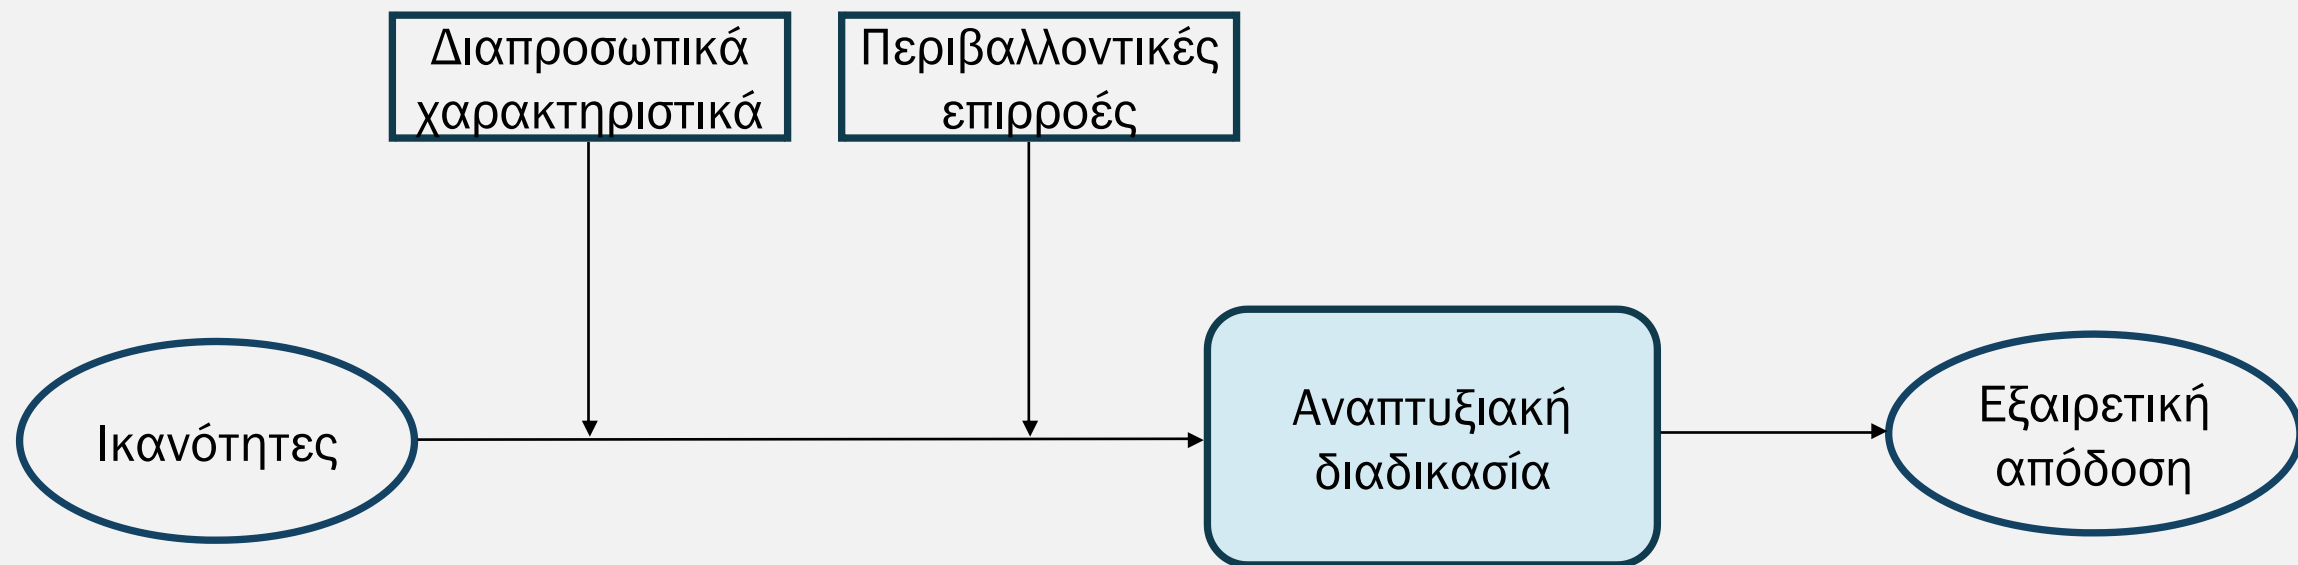 Διαπροσωπικά
χαρακτηριστικά
Περιβαλλοντικές
επιρροές
Ικανότητες
Αναπτυξιακή
διαδικασία
Εξαιρετική
απόδοση